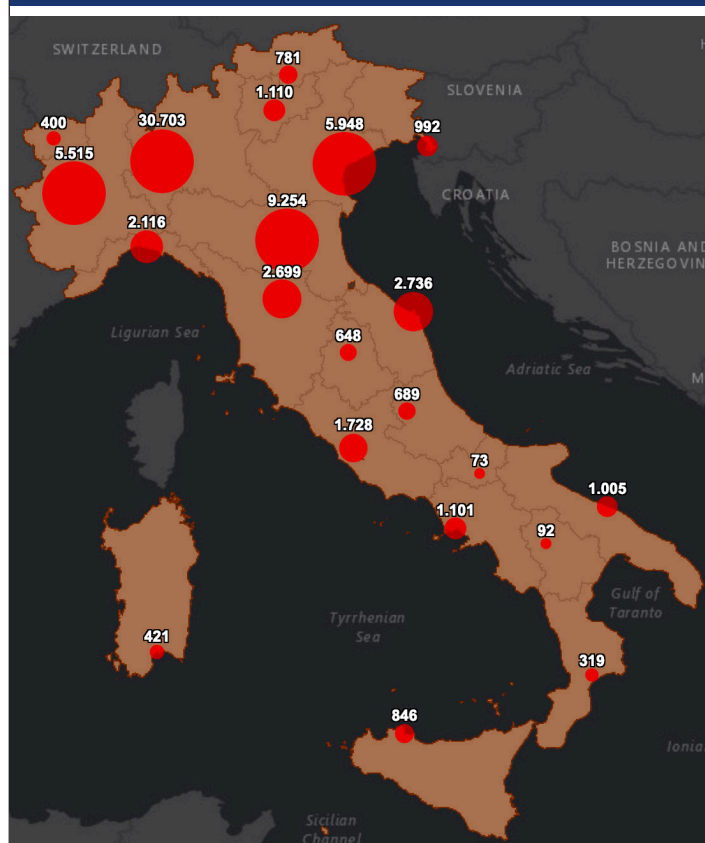 SWITZERLAND
781
SLOVENIA
1.110
400
30.703
5.948
992
5.515
CROATIA
9.254
2.116
BOSNIA AND
HERZEGOVIN
2.699
2.736
Ligurian Sea
648
Adriatic Sea
M
689
1.728
73
1.005
1.101
92
Gulf of
Taranto
Tyrrhenian
Sea
421
319
846
Ionia
Sicilian
Channel